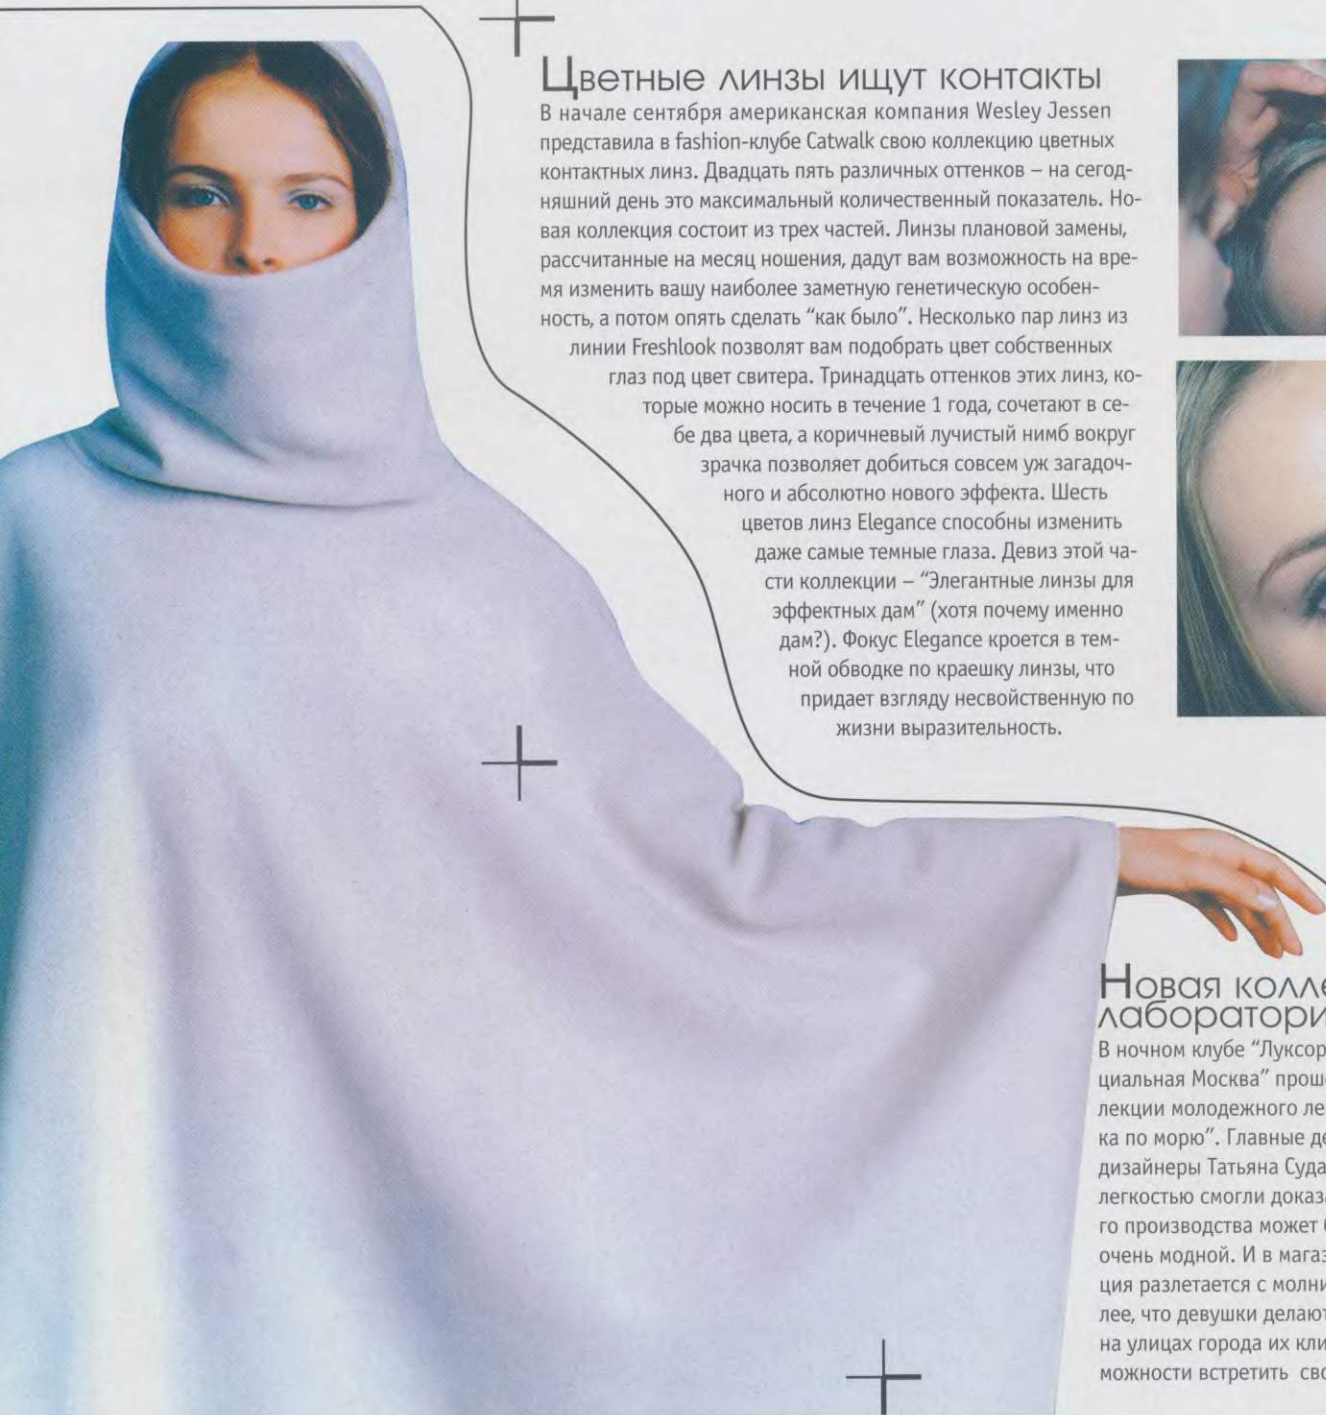 Цветные линзы ищут контакты
В начале сентября американская компания Wesley Jessen
представила в fashion-клубе Catwalk свою коллекцию цветных
контактных линз. Двадцать пять различных оттенков – на сегод-
няшний день это максимальный количественный показатель. Но-
вая коллекция состоит из трех частей. Линзы плановой замены,
рассчитанные на месяц ношения, дадут вам возможность на вре-
мя изменить вашу наиболее заметную генетическую особен-
ность, а потом опять сделать “как было”. Несколько пар линз из
линии Freshlook позволят вам подобрать цвет собственных
глаз под цвет свитера. Тринадцать оттенков этих линз, ко-
торые можно носить в течение 1 года, сочетают в се-
бе два цвета, а коричневый лучистый нимб вокруг
зрачка позволяет добиться совсем уж загадоч-
ного и абсолютно нового эффекта. Шесть
цветов линз Elegance способны изменить
даже самые темные глаза. Девиз этой ча-
сти коллекции – “Элегантные линзы для
эффектных дам” (хотя почему именно
дам?). Фокус Elegance кроется в тем-
ной обводке по краешку линзы, что
придает взгляду несвойственную по
жизни выразительность.
Новая колле
лаборатори
В ночном клубе “Луксор
циальная Москва” прош
лекции молодежного ле
ка по морю”. Главные де
дизайнеры Татьяна Суда
легкостью смогли доказ
го производства может
очень модной. И в магаз
ция разлетается с молни
лее, что девушки делают
на улицах города их кли
можности встретить сво